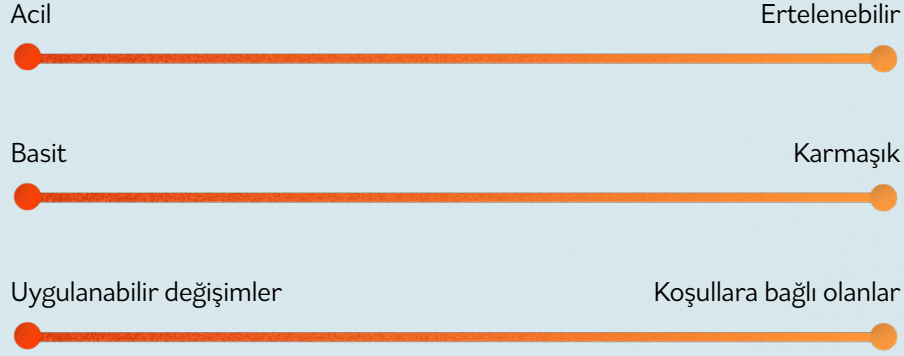 Acil Ertelenebilir
Basit Karmaşık
Uygulanabilir değişimler Koşullara bağlı olanlar